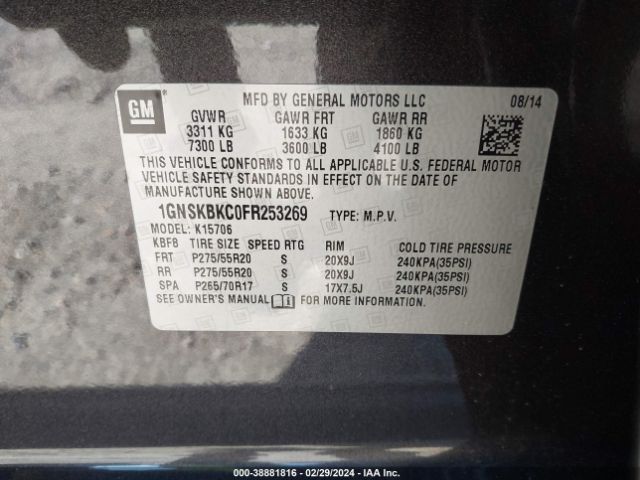 GM
MFD BY GENERAL MOTORS LLC 08/14
GVWR GAWR FRT GAWR RR
3311 KG 1633 KG 1860 KG
7300 LB 3600 LB 4100 LB
THIS VEHICLE CONFORMS TO ALL APPLICABLE U.S. FEDERAL MOTOR
VEHICLE SAFETY STANDARDS IN EFFECT ON THE DATE OF
MANUFACTURE SHOWN ABOVE.
1GNSKBKC0FR253269 TYPE: M.P.V.
MODEL: K15706
KBFB TIRE SIZE SPEED RTG RIM COLD TIRE PRESSURE
FRT P275/55R20 S 20X9J 240KPA(35PSI)
RR P275/55R20 S 20X9J 240KPA(35PSI)
SPA P265/70R17 S 17X7.5J 240KPA(35PSI)
SEE OWNER'S MANUAL FOR MORE INFORMATION.
000-38881816 - 02/29/2024 - IAA Inc.